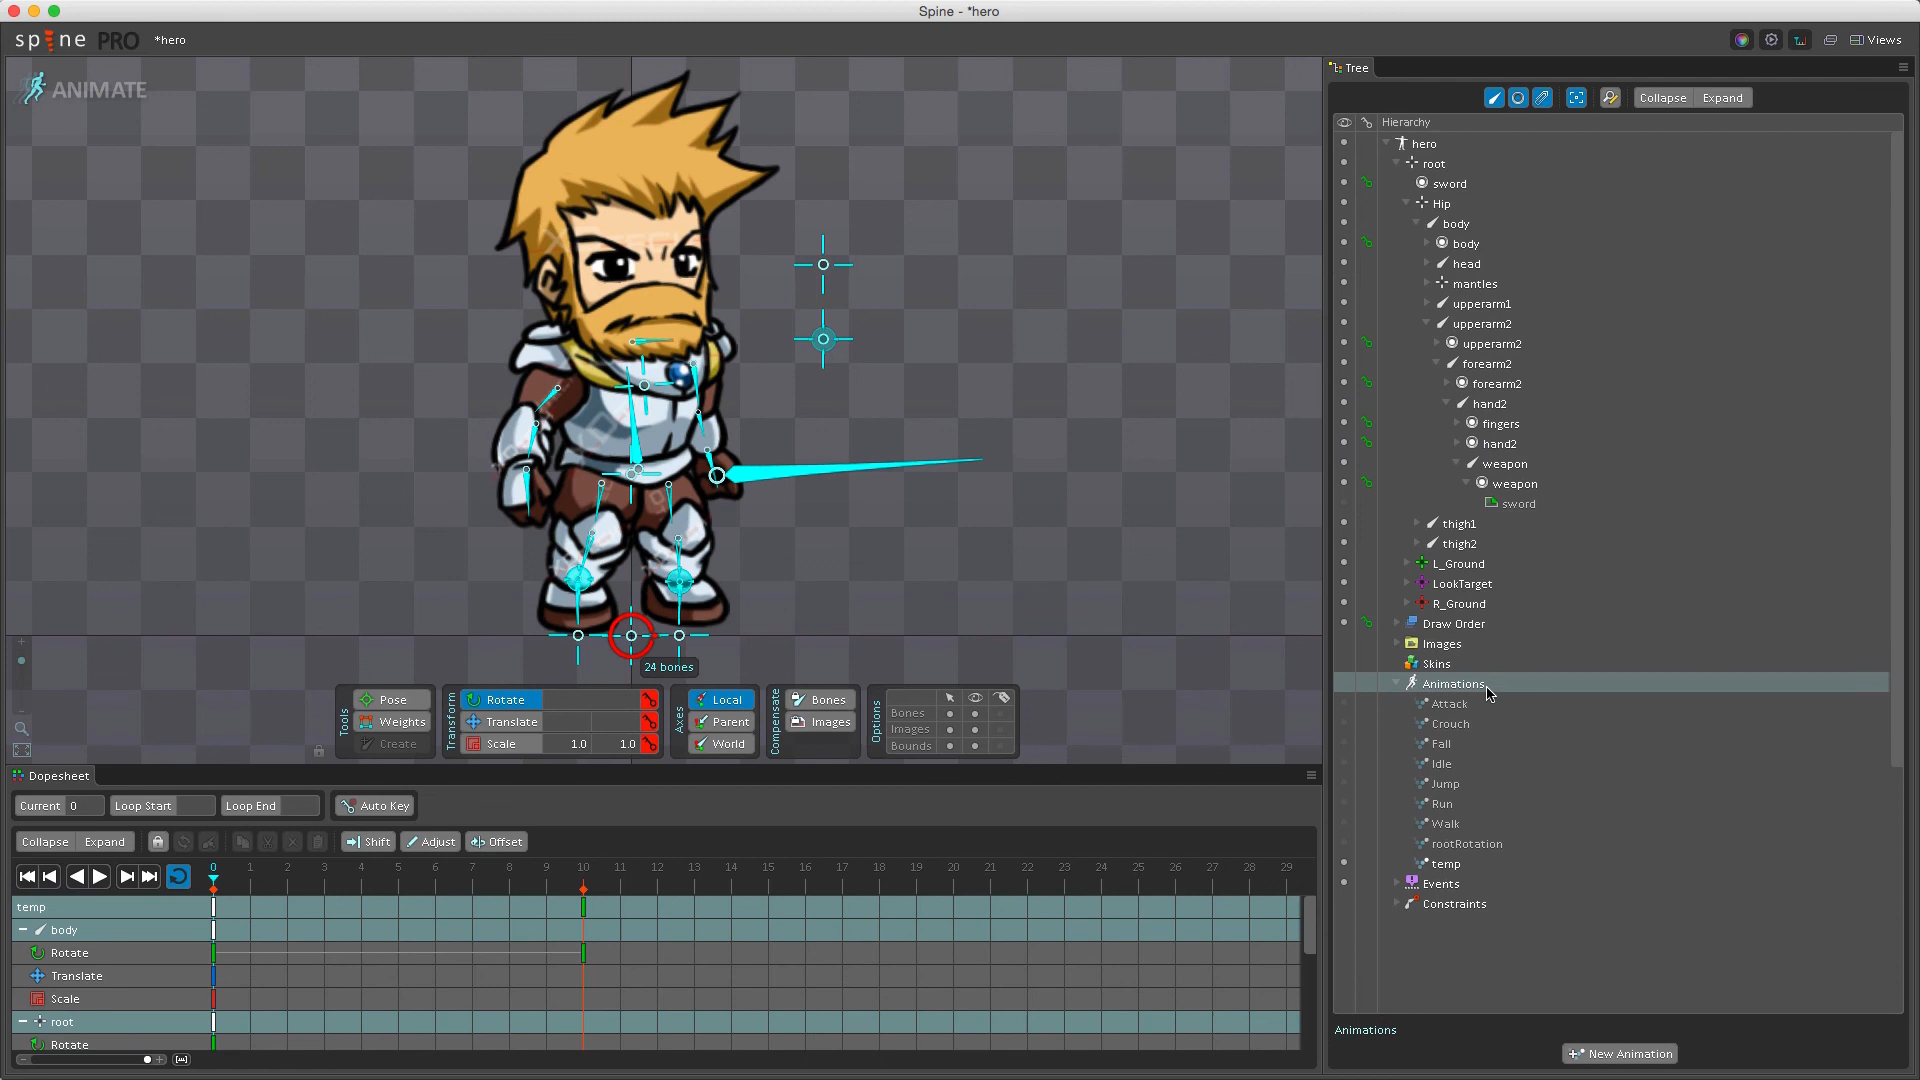 Spine - *hero
spine PRO *hero
Views
ANIMATE
24 bones
Tools
Pose
Weights
Create
Transform
Rotate
Translate
Scale 1.0 1.0
Axes
Local
Parent
World
Compensate
Bones
Images
Options
Bones
Images
Bounds
Tree
Collapse Expand
Hierarchy
hero
root
sword
Hip
body
body
head
mantles
upperarm1
upperarm2
upperarm2
forearm2
forearm2
hand2
fingers
hand2
weapon
weapon
sword
thigh1
thigh2
L_Ground
LookTarget
R_Ground
Draw Order
Images
Skins
Animations
Attack
Crouch
Fall
Idle
Jump
Run
Walk
rootRotation
temp
Events
Constraints
Animations
New Animation
Dopesheet
Current 0 Loop Start Loop End Auto Key
Collapse Expand Shift Adjust Offset
0 1 2 3 4 5 6 7 8 9 10 11 12 13 14 15 16 17 18 19 20 21 22 23 24 25 26 27 28 29
temp
body
Rotate
Translate
Scale
root
Rotate